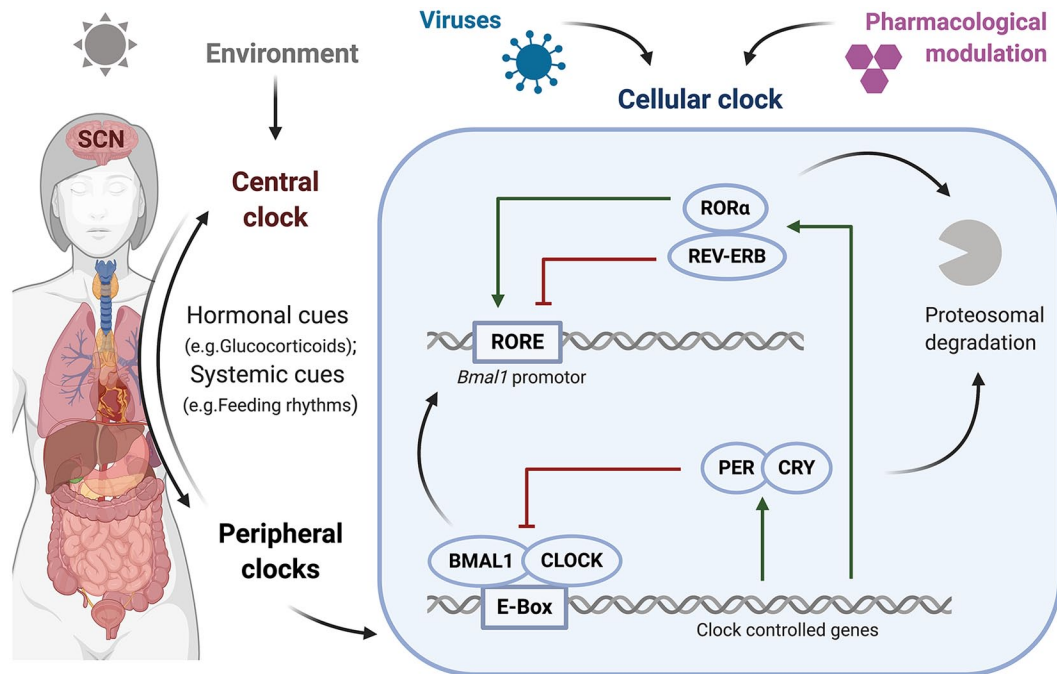 Viruses
Pharmacological
modulation
Environment
Cellular clock
SCN
Central
clock
RORα
REV-ERB
Hormonal cues
(e.g.Glucocorticoids);
Systemic cues
(e.g.Feeding rhythms)
RORE
Bmal1 promotor
Proteosomal
degradation
PER
CRY
Peripheral
clocks
BMAL1
CLOCK
E-Box
Clock controlled genes